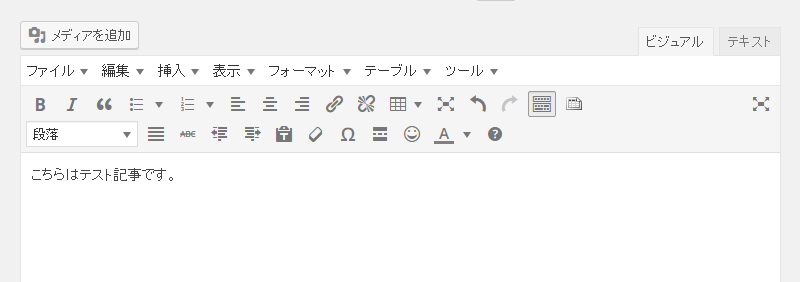 メディアを追加
ビジュアル テキスト
ファイル 編集 挿入 表示 フォーマット テーブル ツール
B I
段落 ABC Ω A
こちらはテスト記事です。